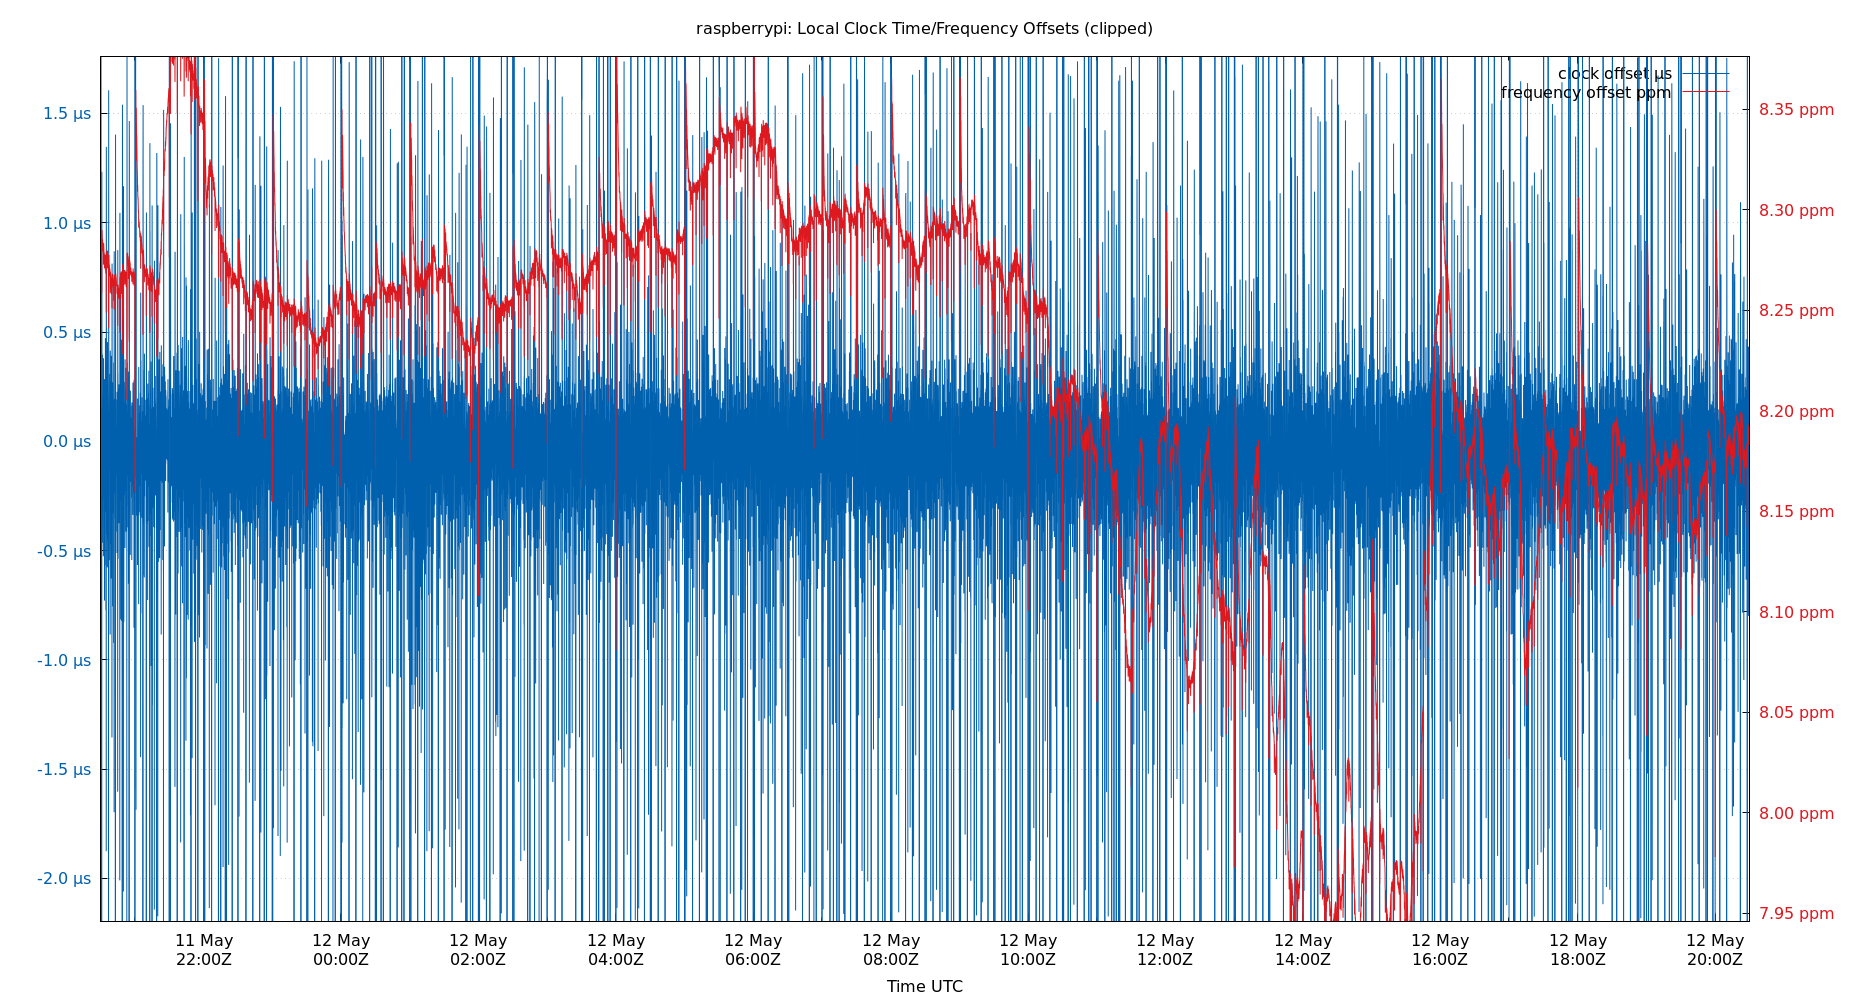 raspberrypi: Local Clock Time/Frequency Offsets (clipped)
clock offset µs
frequency offset ppm
1.5 µs
1.0 µs
0.5 µs
0.0 µs
-0.5 µs
-1.0 µs
-1.5 µs
-2.0 µs
8.35 ppm
8.30 ppm
8.25 ppm
8.20 ppm
8.15 ppm
8.10 ppm
8.05 ppm
8.00 ppm
7.95 ppm
11 May 12 May 12 May 12 May 12 May 12 May 12 May 12 May 12 May 12 May 12 May 12 May
22:00Z 00:00Z 02:00Z 04:00Z 06:00Z 08:00Z 10:00Z 12:00Z 14:00Z 16:00Z 18:00Z 20:00Z
Time UTC